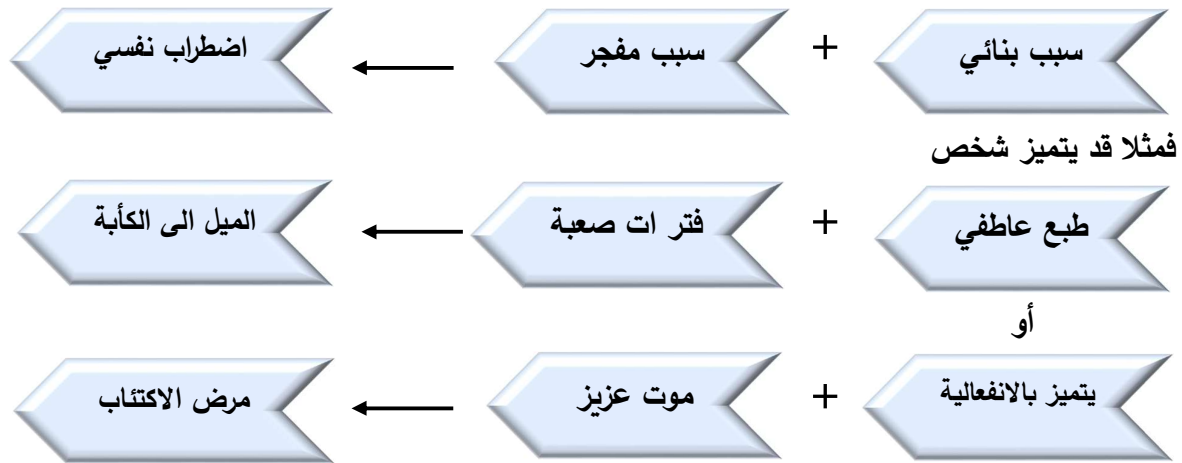 سبب بنائي + سبب مفجر ← اضطراب نفسي
فمثلا قد يتميز شخص
طبع عاطفي + فتر ات صعبة ← الميل الى الكأبة
أو
يتميز بالانفعالية + موت عزيز ← مرض الاكتئاب